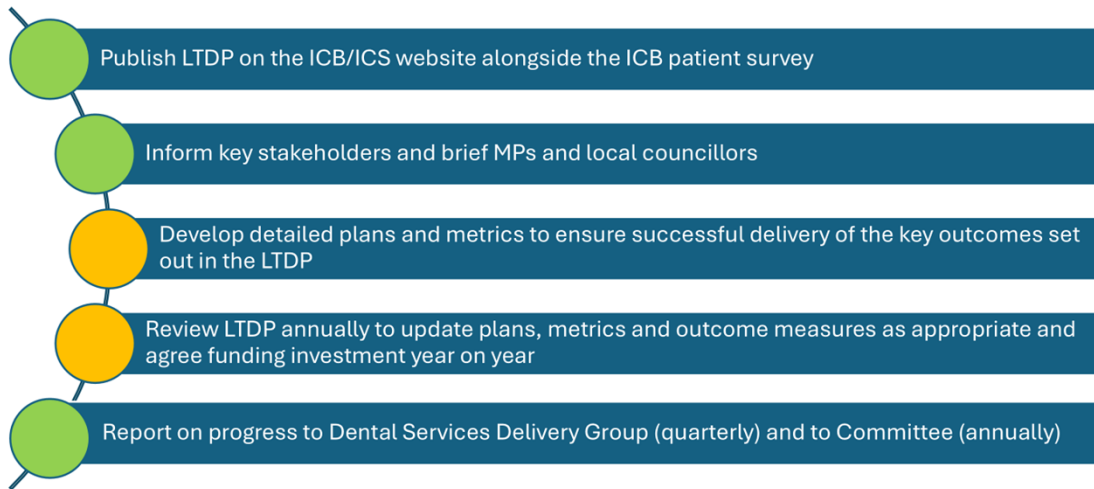 Publish LTDP on the ICB/ICS website alongside the ICB patient survey
Inform key stakeholders and brief MPs and local councillors
Develop detailed plans and metrics to ensure successful delivery of the key outcomes set
out in the LTDP
Review LTDP annually to update plans, metrics and outcome measures as appropriate and
agree funding investment year on year
Report on progress to Dental Services Delivery Group (quarterly) and to Committee (annually)